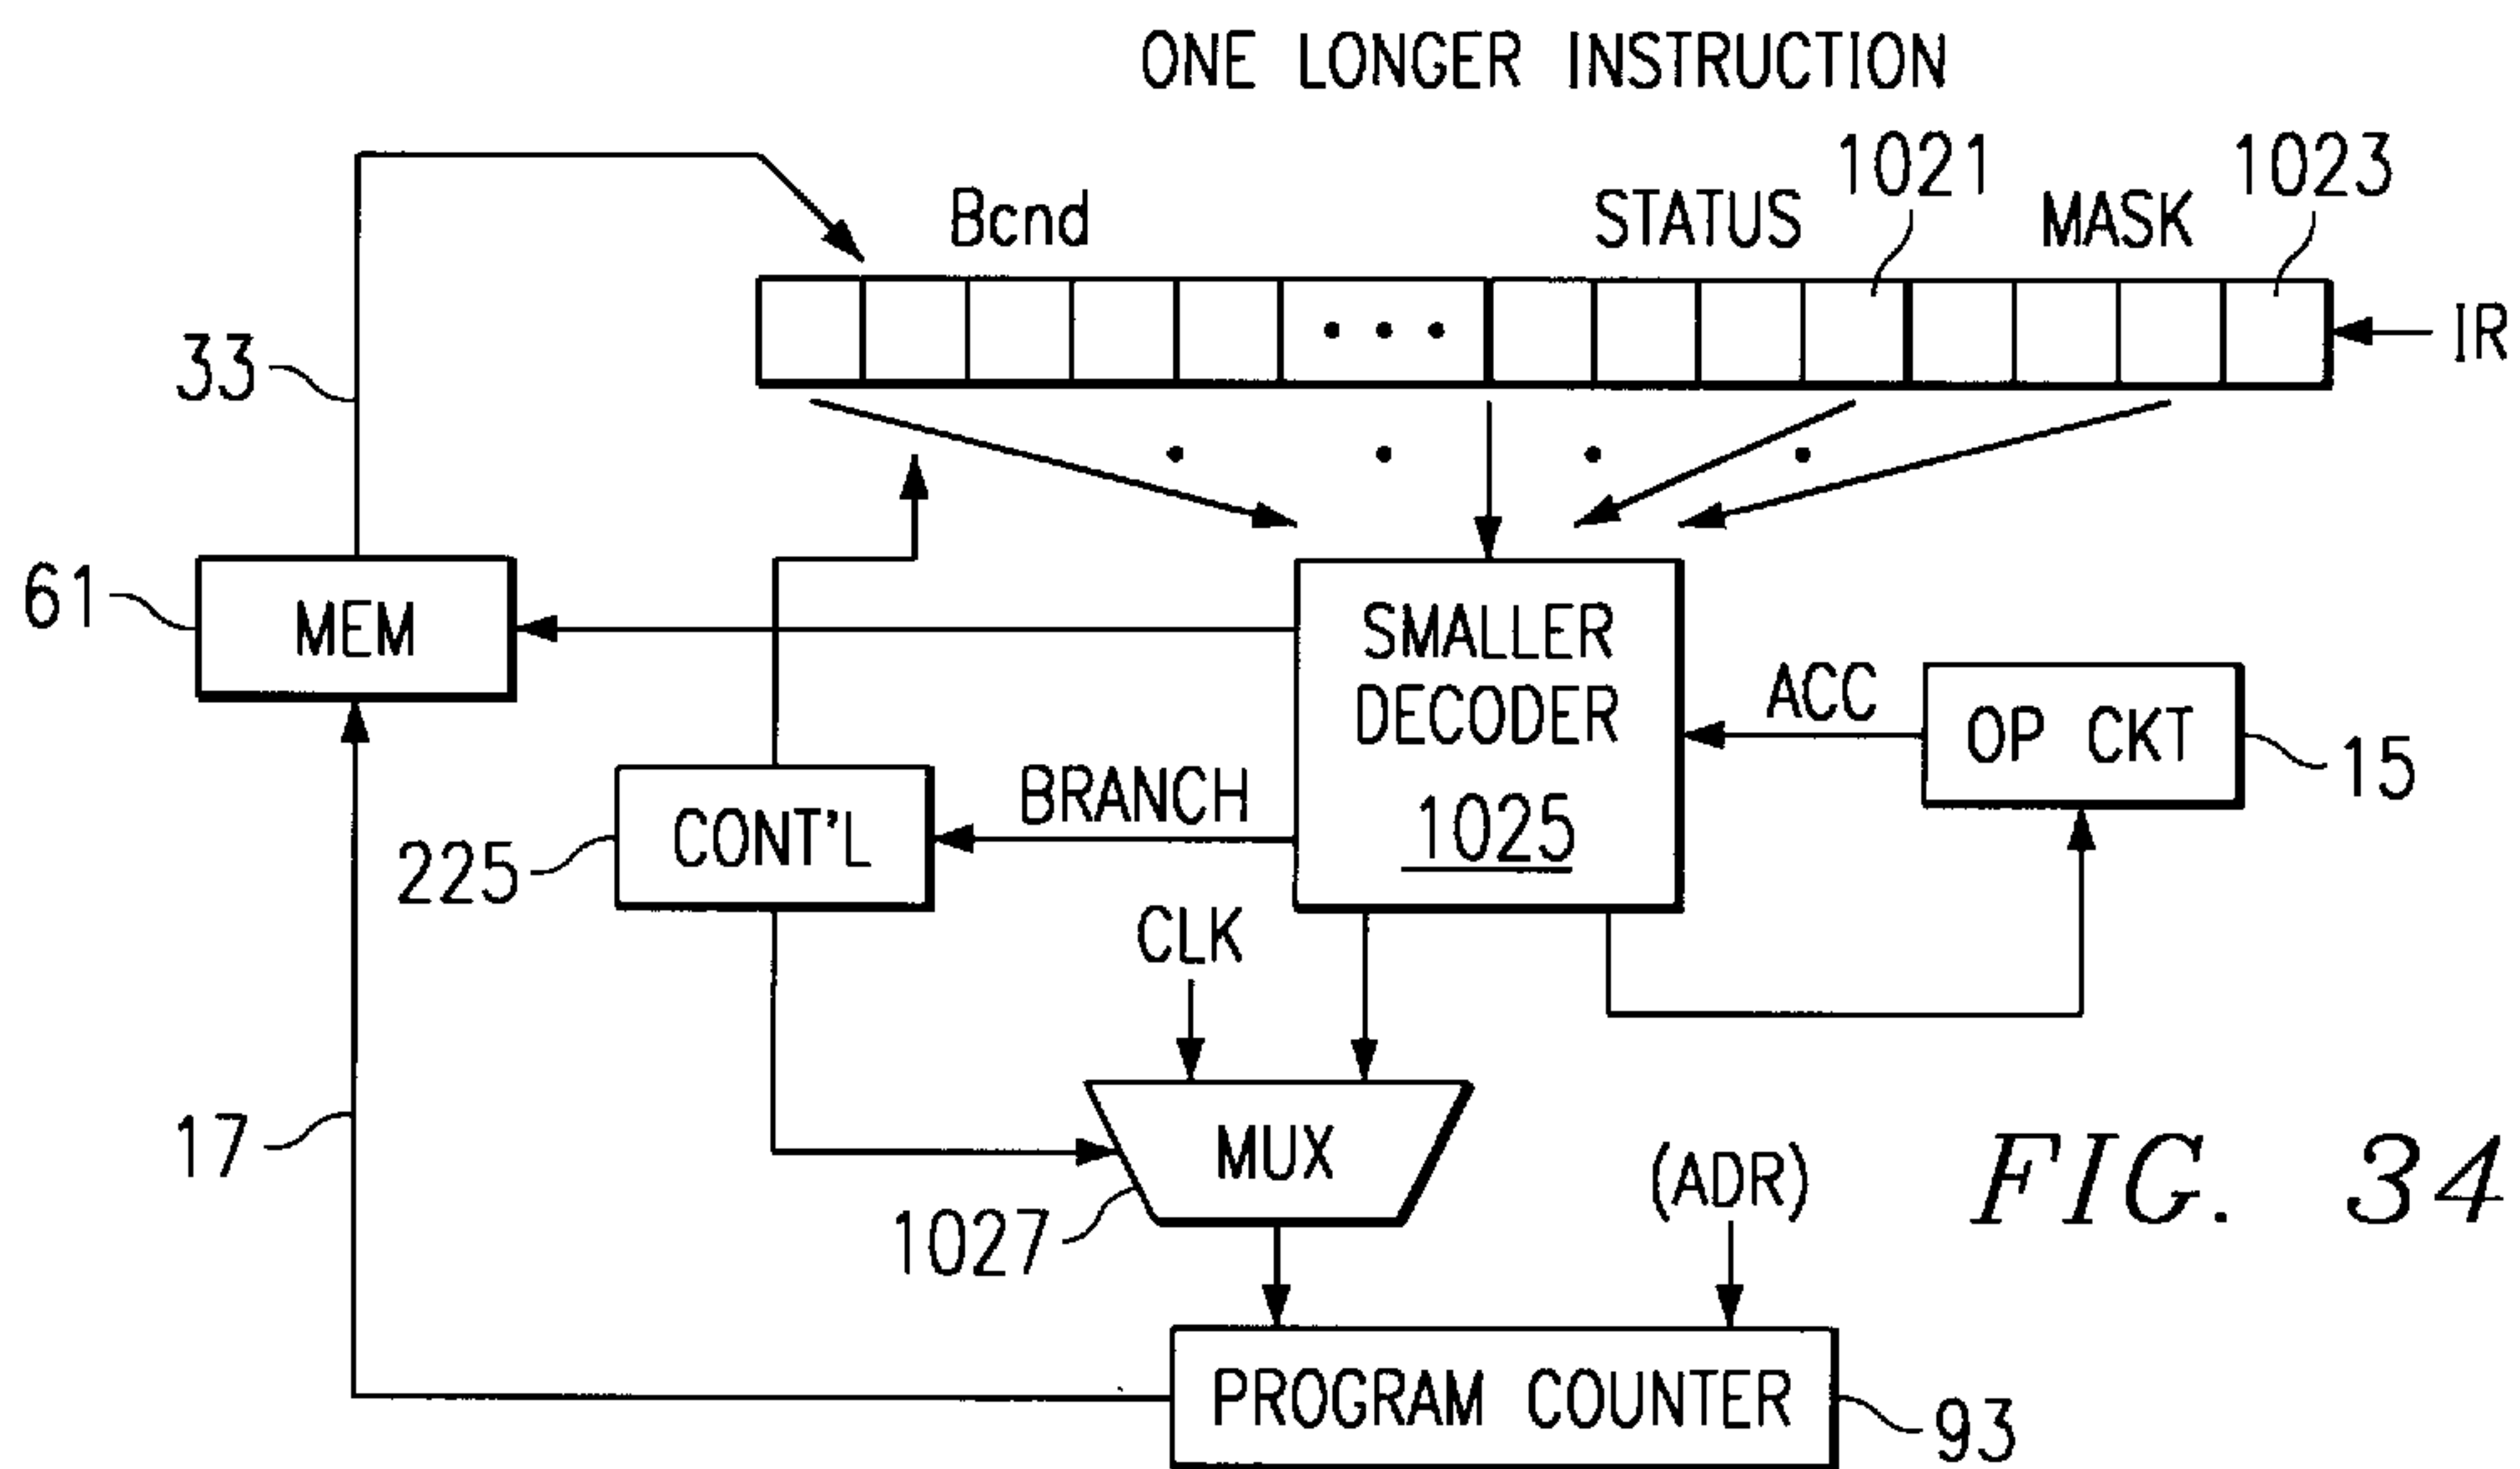 ONE LONGER INSTRUCTION
1021
1023
Bcnd
STATUS
MASK
IR
33
61
MEM
SMALLER
DECODER
1025
ACC
OP CKT
15
BRANCH
CONT'L
225
CLK
MUX
1027
17
(ADR)
FIG. 34
PROGRAM COUNTER
93